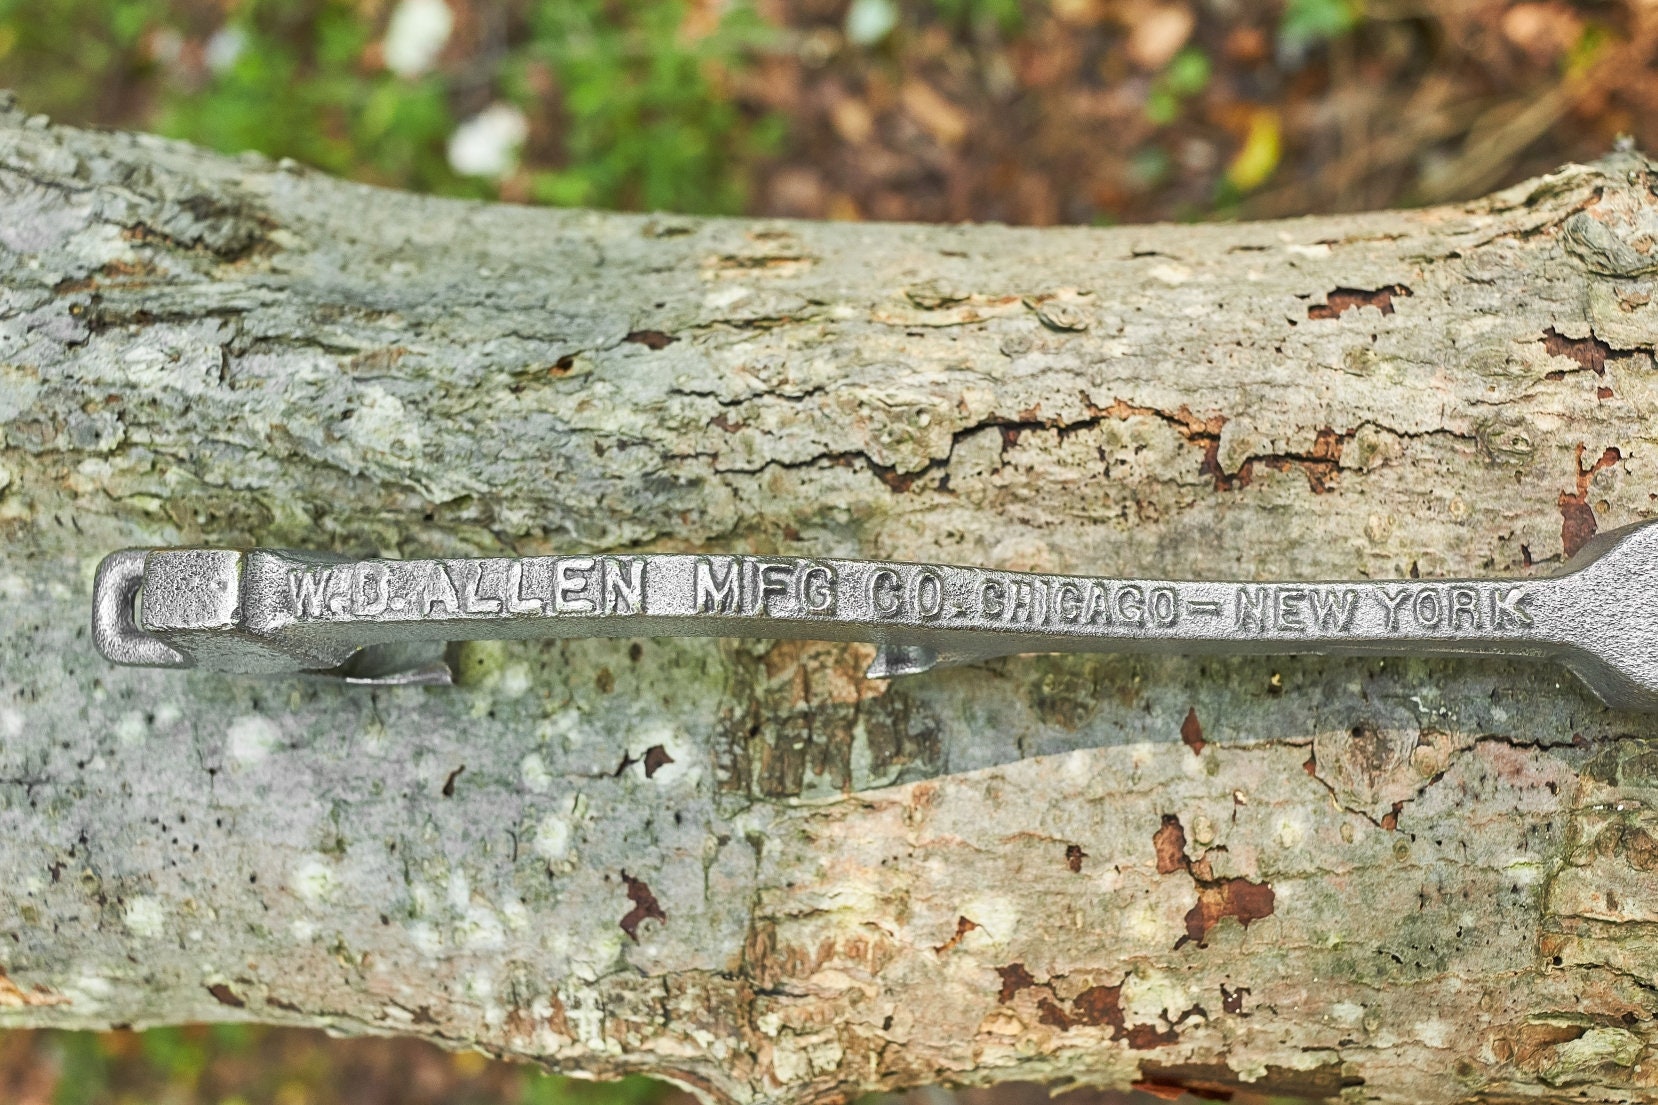 W.D. ALLEN MFG CO. CHICAGO - NEW YORK